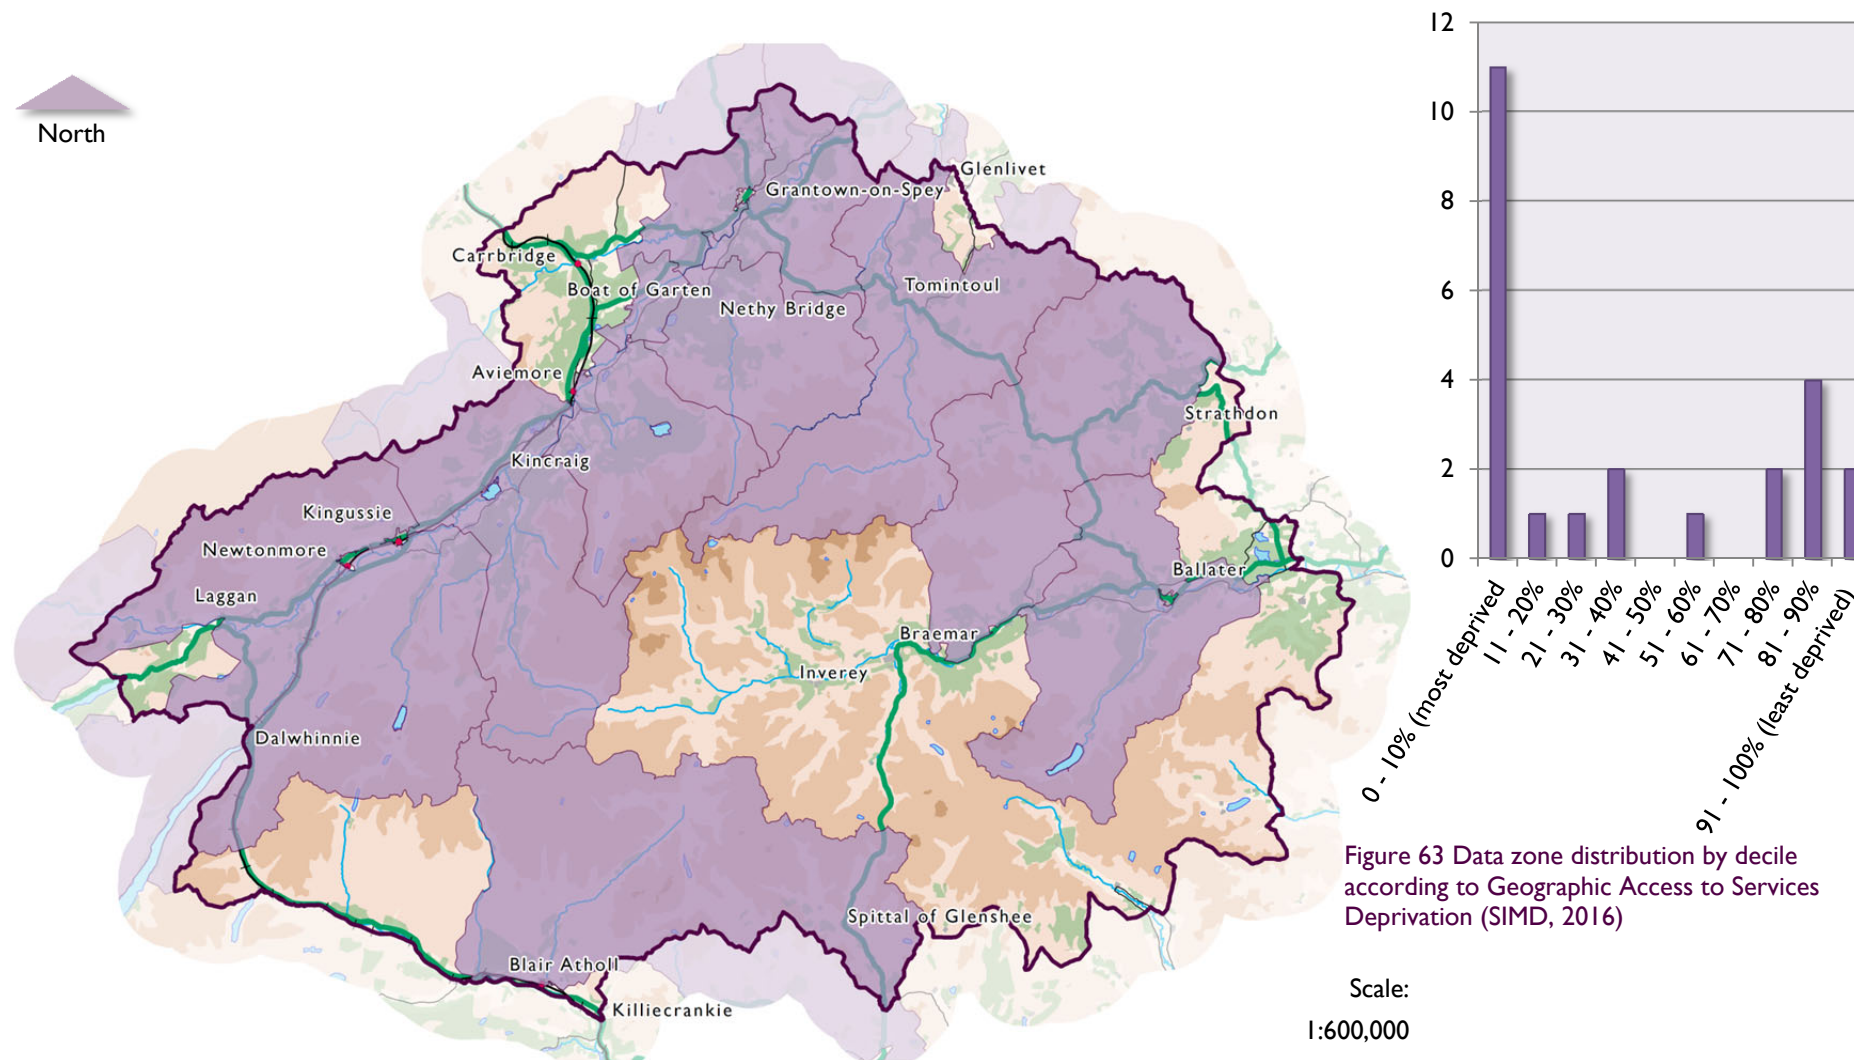 North
Glenlivet
Grantown-on-Spey
Carrbridge
Boat of Garten
Tomintoul
Nethy Bridge
Aviemore
Strathdon
Kincraig
Kingussie
Newtonmore
Ballater
Laggan
Braemar
Inverey
Dalwhinnie
Spittal of Glenshee
Blair Atholl
Killiecrankie
12
10
8
6
4
2
0
0 - 10% (most deprived
11 - 20%
21 - 30%
31 - 40%
41 - 50%
51 - 60%
61 - 70%
71 - 80%
81 - 90%
91 - 100% (least deprived)
Figure 63 Data zone distribution by decile
according to Geographic Access to Services
Deprivation (SIMD, 2016)
Scale:
1:600,000